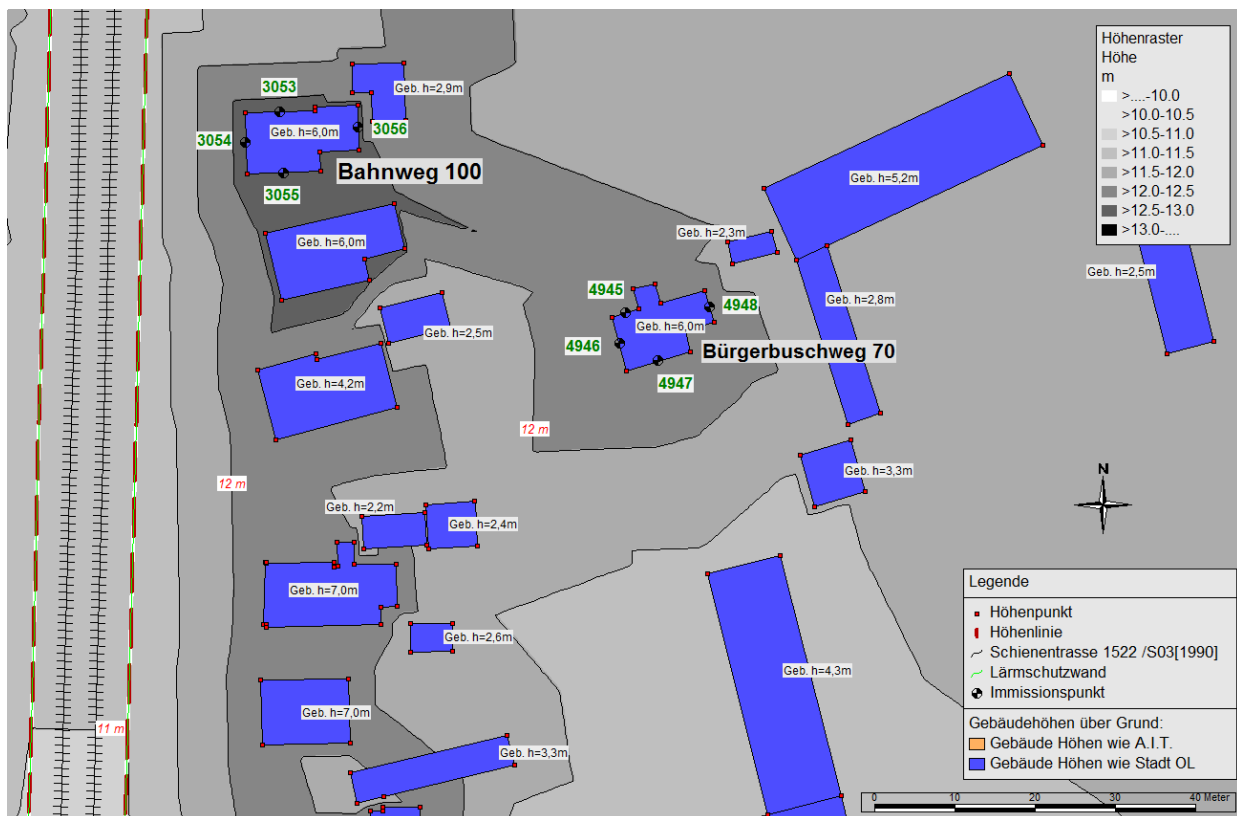 Höhenraster
Höhe
m
>....-10.0
>10.0-10.5
>10.5-11.0
>11.0-11.5
>11.5-12.0
>12.0-12.5
>12.5-13.0
>13.0-....
3053
Geb. h=2,9m
3054
Geb. h=6,0m
3056
3055
Bahnweg 100
Geb. h=5,2m
Geb. h=6,0m
Geb. h=2,3m
Geb. h=2,5m
4945
4948
Geb. h=2,8m
Geb. h=6,0m
Geb. h=2,5m
4946
Bürgerbuschweg 70
4947
Geb. h=4,2m
12 m
12 m
Geb. h=3,3m
N
Geb. h=2,2m
Geb. h=2,4m
Geb. h=7,0m
Geb. h=2,6m
Geb. h=4,3m
Geb. h=7,0m
11 m
Geb. h=3,3m
Legende
Höhenpunkt
Höhenlinie
Schienentrasse 1522 /S03[1990]
Lärmschutzwand
Immissionspunkt
Gebäudehöhen über Grund:
Gebäude Höhen wie A.I.T.
Gebäude Höhen wie Stadt OL
0 10 20 30 40 Meter